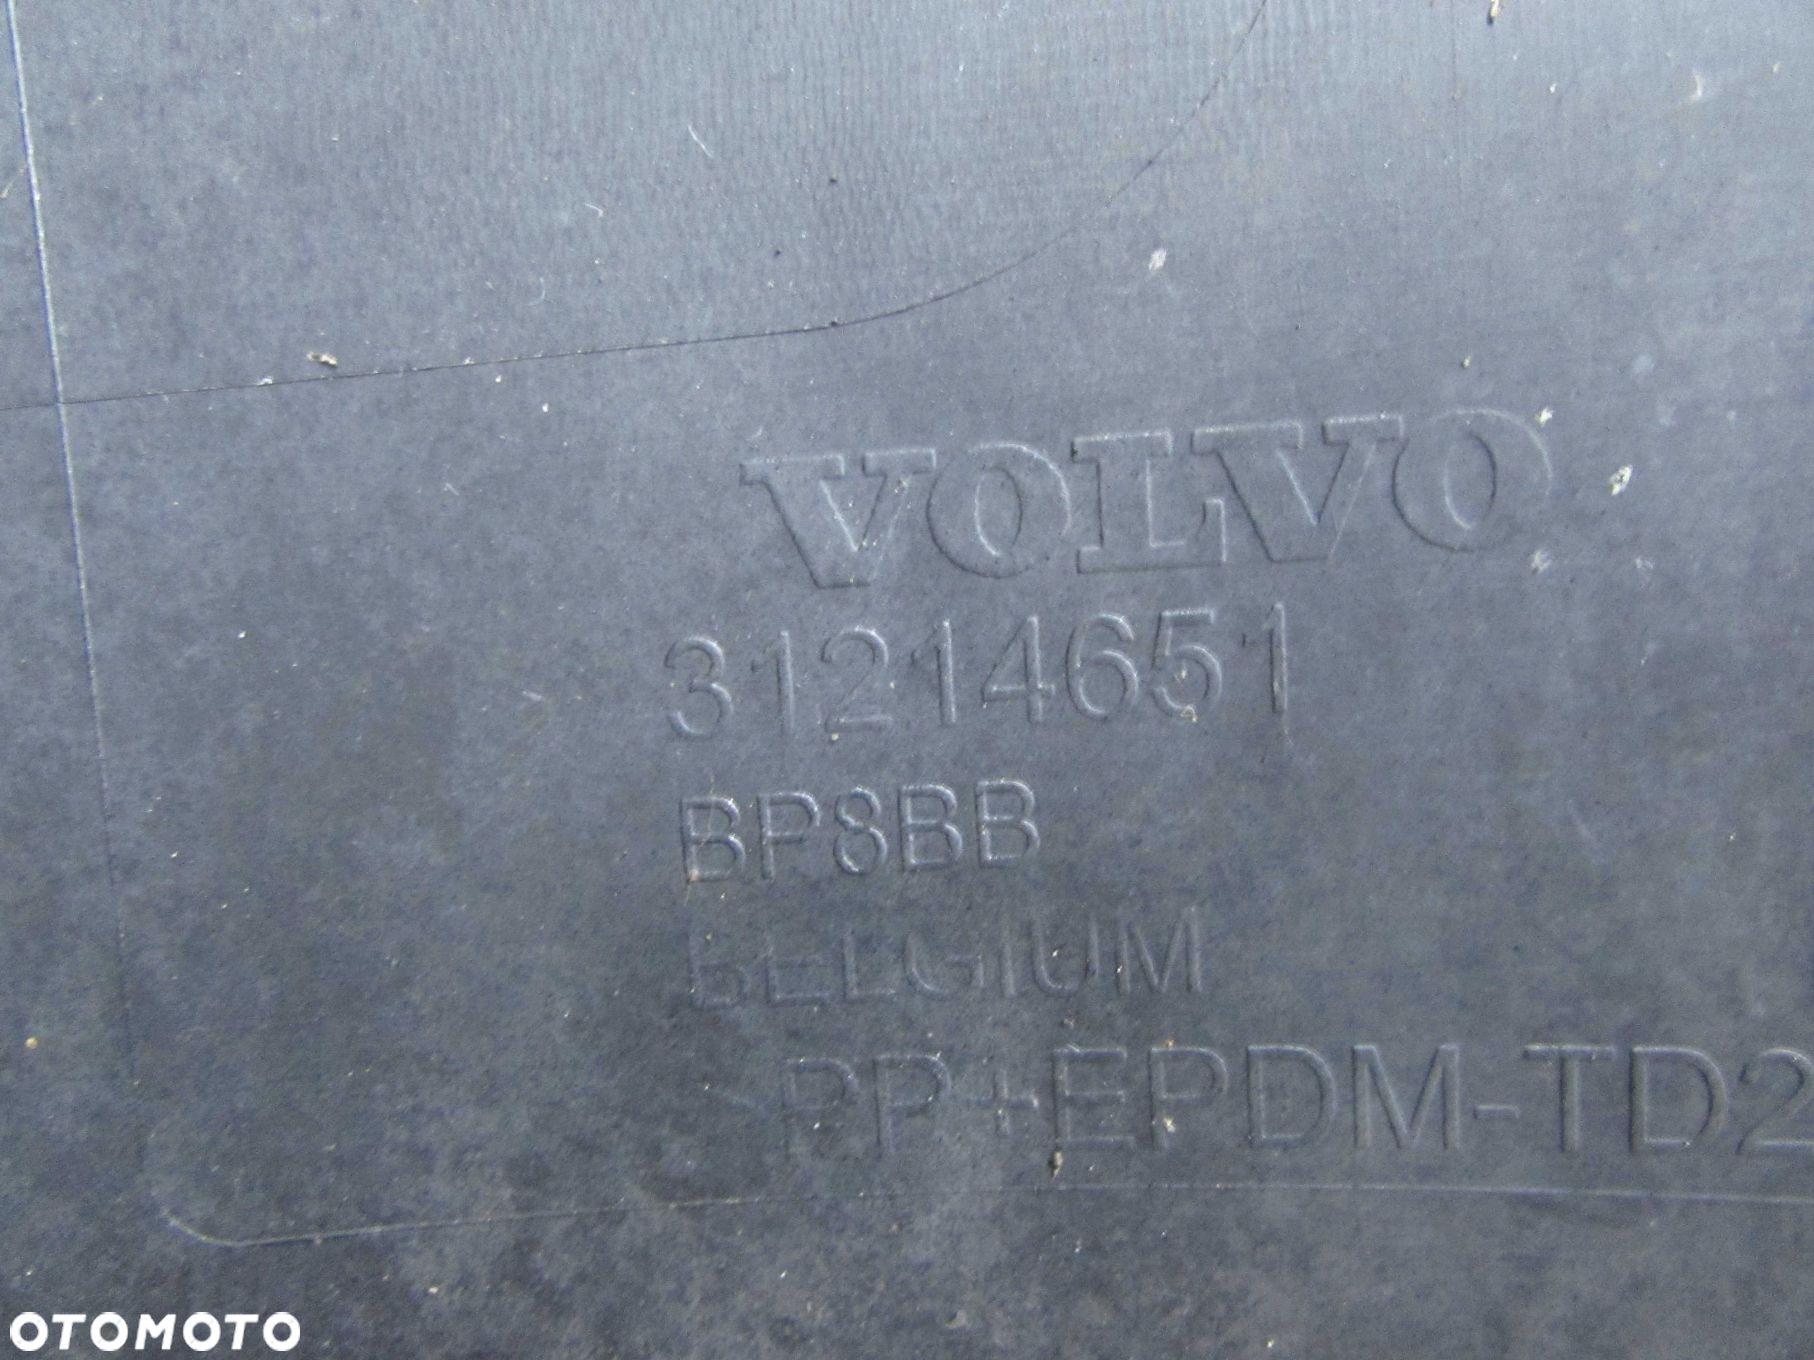 VOLVO
31214651
BP8BB
BELGIUM
PP+EPDM-TD2
OTOMOTO